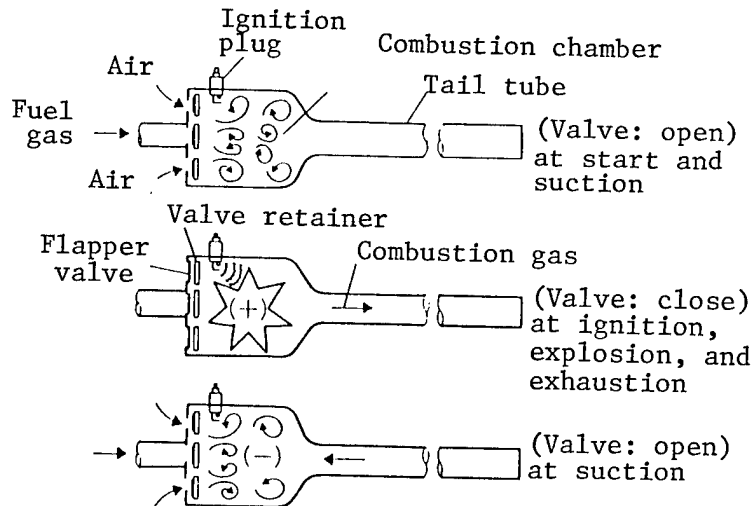 Ignition
plug
Combustion chamber
Air
Tail tube
Fuel
gas
(Valve: open)
at start and
suction
Air
Valve retainer
Flapper
valve
Combustion gas
(+)
(Valve: close)
at ignition,
explosion, and
exhaustion
(-)
(Valve: open)
at suction